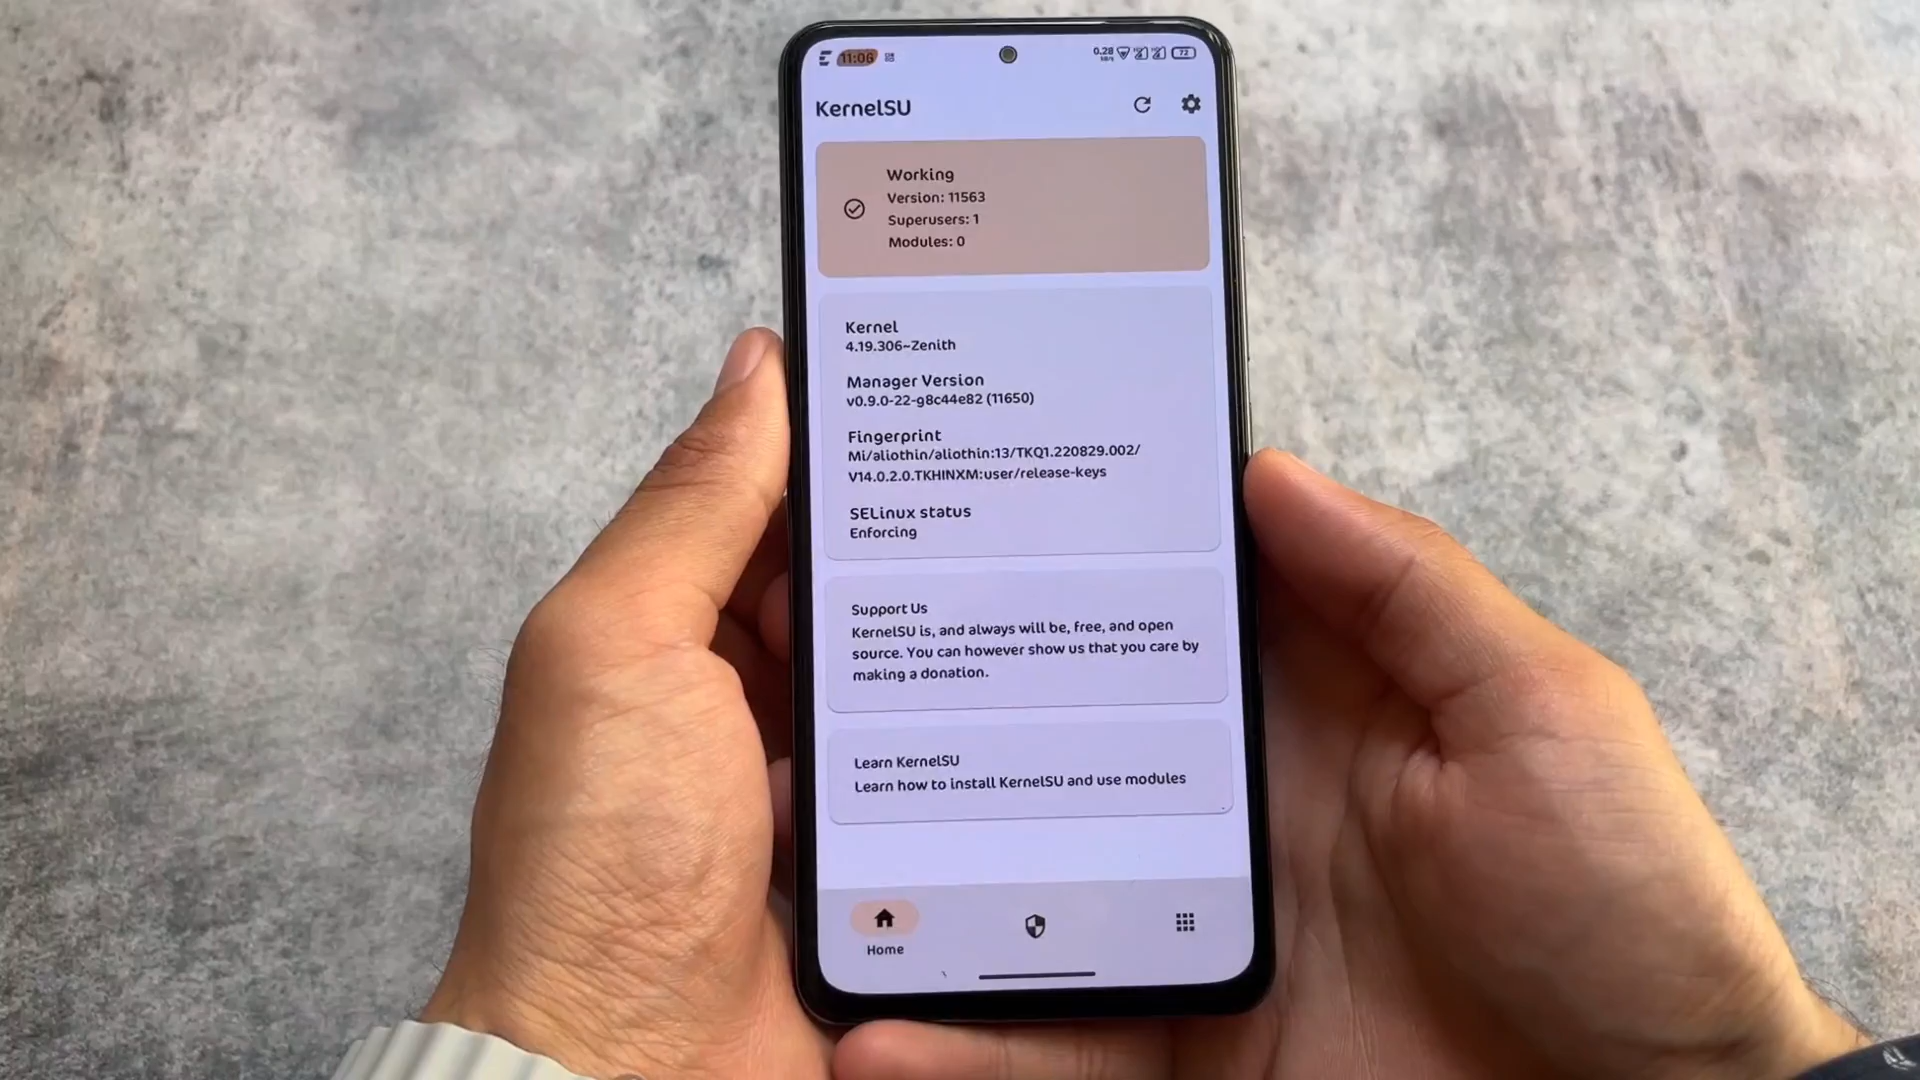 11:06
0.28
KB/S
72
KernelSU
Working
Version: 11563
Superusers: 1
Modules: 0
Kernel
4.19.306-Zenith
Manager Version
v0.9.0-22-g8c44e82 (11650)
Fingerprint
Mi/aliothin/aliothin:13/TKQ1.220829.002/
V14.0.2.0.TKHINXM:user/release-keys
SELinux status
Enforcing
Support Us
KernelSU is, and always will be, free, and open
source. You can however show us that you care by
making a donation.
Learn KernelSU
Learn how to install KernelSU and use modules
Home